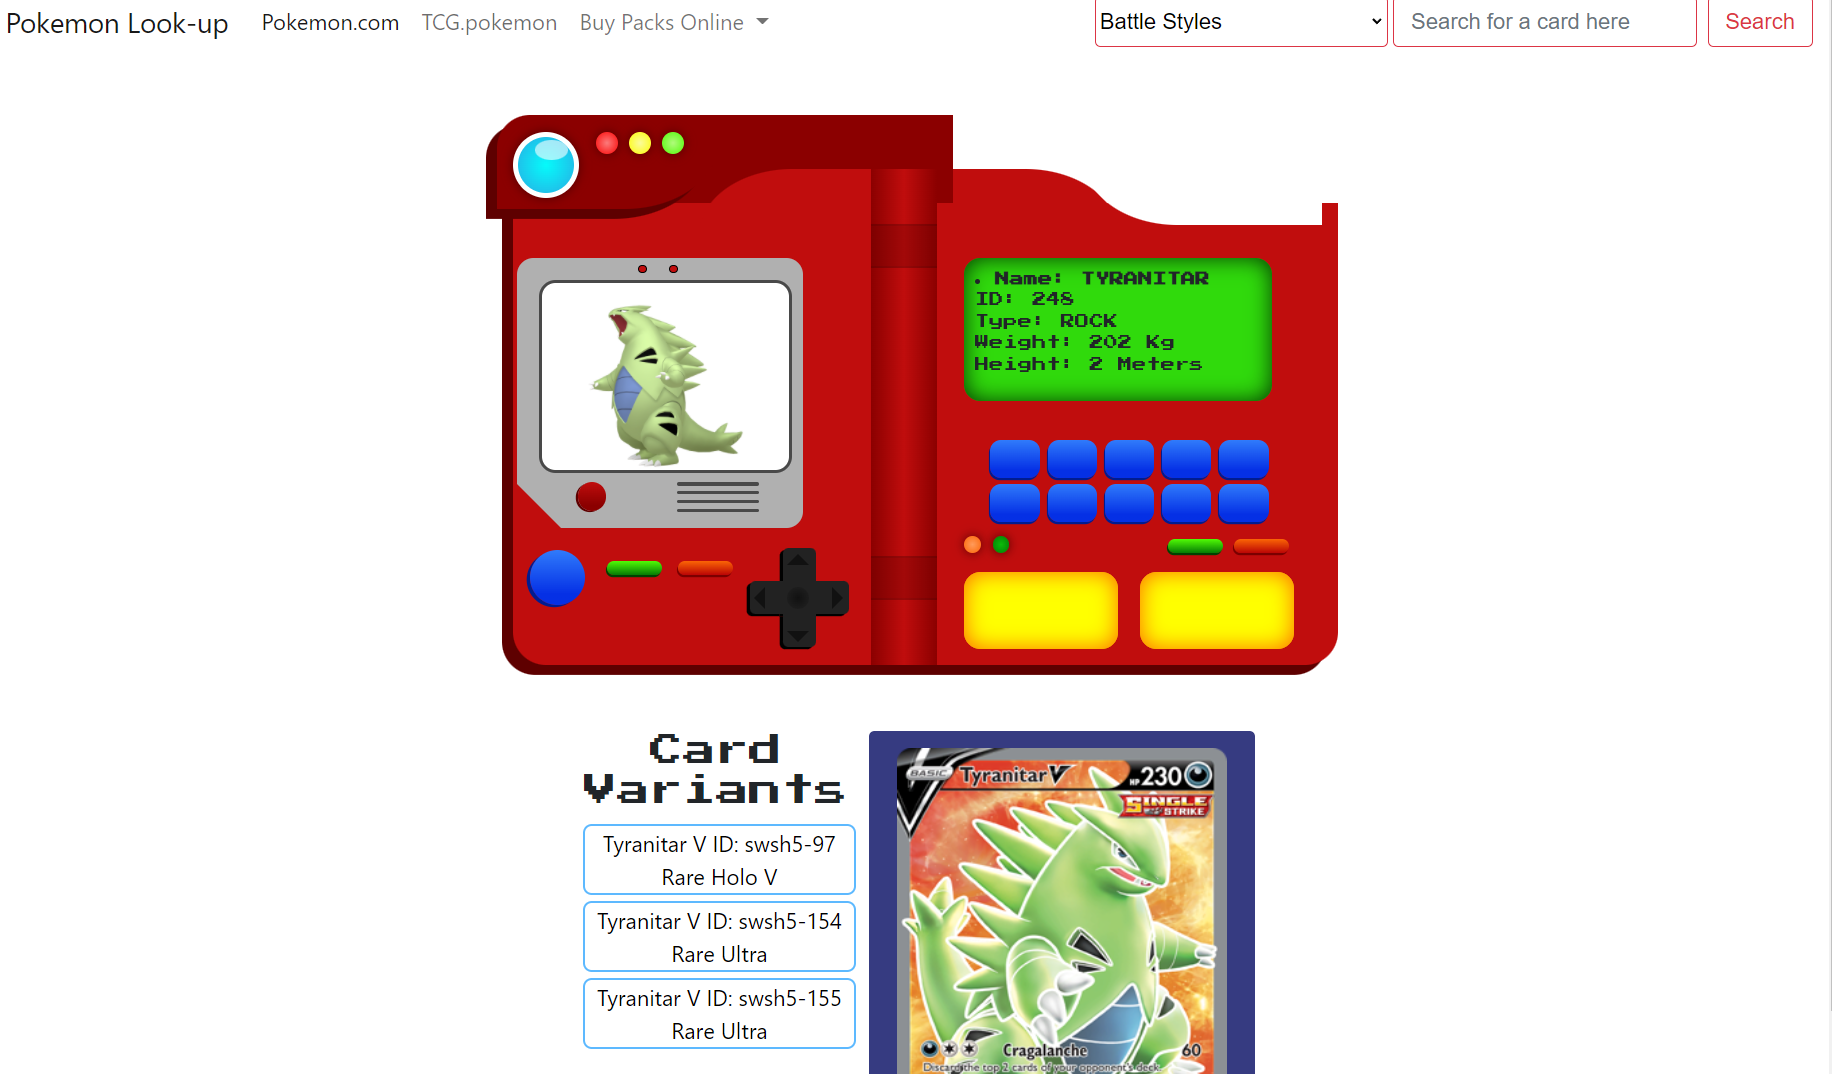 Pokemon Look-up Pokemon.com TCG.pokemon Buy Packs Online Battle Styles Search for a card here Search
. Name: TYRANITAR
ID: 248
Type: ROCK
Weight: 202 Kg
Height: 2 Meters
Card
Variants
Tyranitar V ID: swsh5-97
Rare Holo V
Tyranitar V ID: swsh5-154
Rare Ultra
Tyranitar V ID: swsh5-155
Rare Ultra
BASIC Tyranitar V HP 230
SINGLE
STRIKE
Cragalanche 60
Discard the top 2 cards of your opponent's deck.